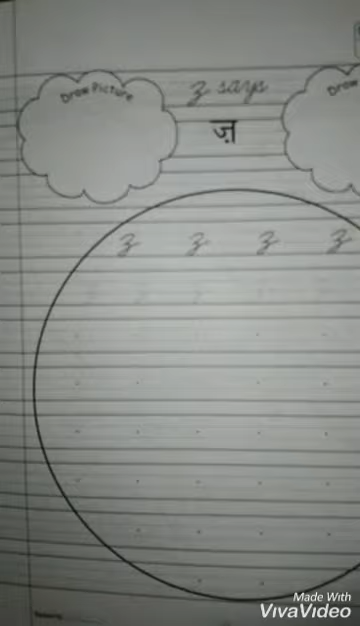 Draw Picture
z says
Draw
ज़
z z z z
Made With
VivaVideo